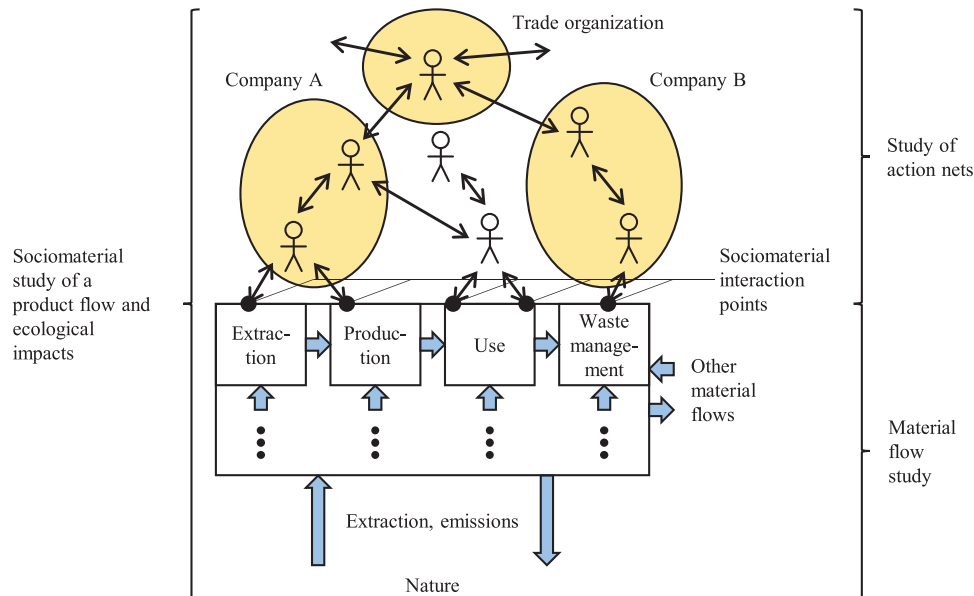 Trade organization
Company A
Company B
Study of
action nets
Sociomaterial
study of a
product flow and
ecological
impacts
Sociomaterial
interaction
points
Extrac-
tion
Produc-
tion
Use
Waste
manage-
ment
Other
material
flows
Material
flow
study
Extraction, emissions
Nature